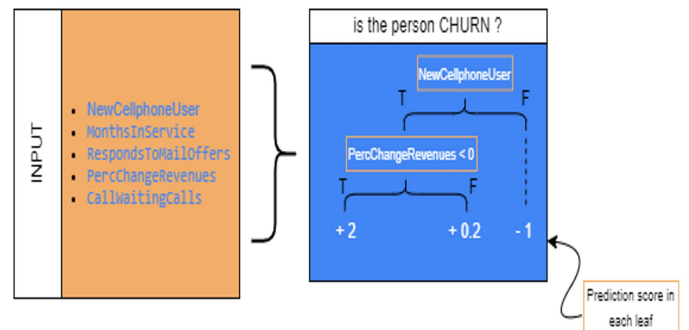 INPUT
NewCellphoneUser
MonthsInService
RespondsToMailOffers
PercChangeRevenues
CallWaitingCalls
is the person CHURN ?
NewCellphoneUser
T F
PercChangeRevenues < 0
T F
+ 2 + 0.2 - 1
Prediction score in
each leaf